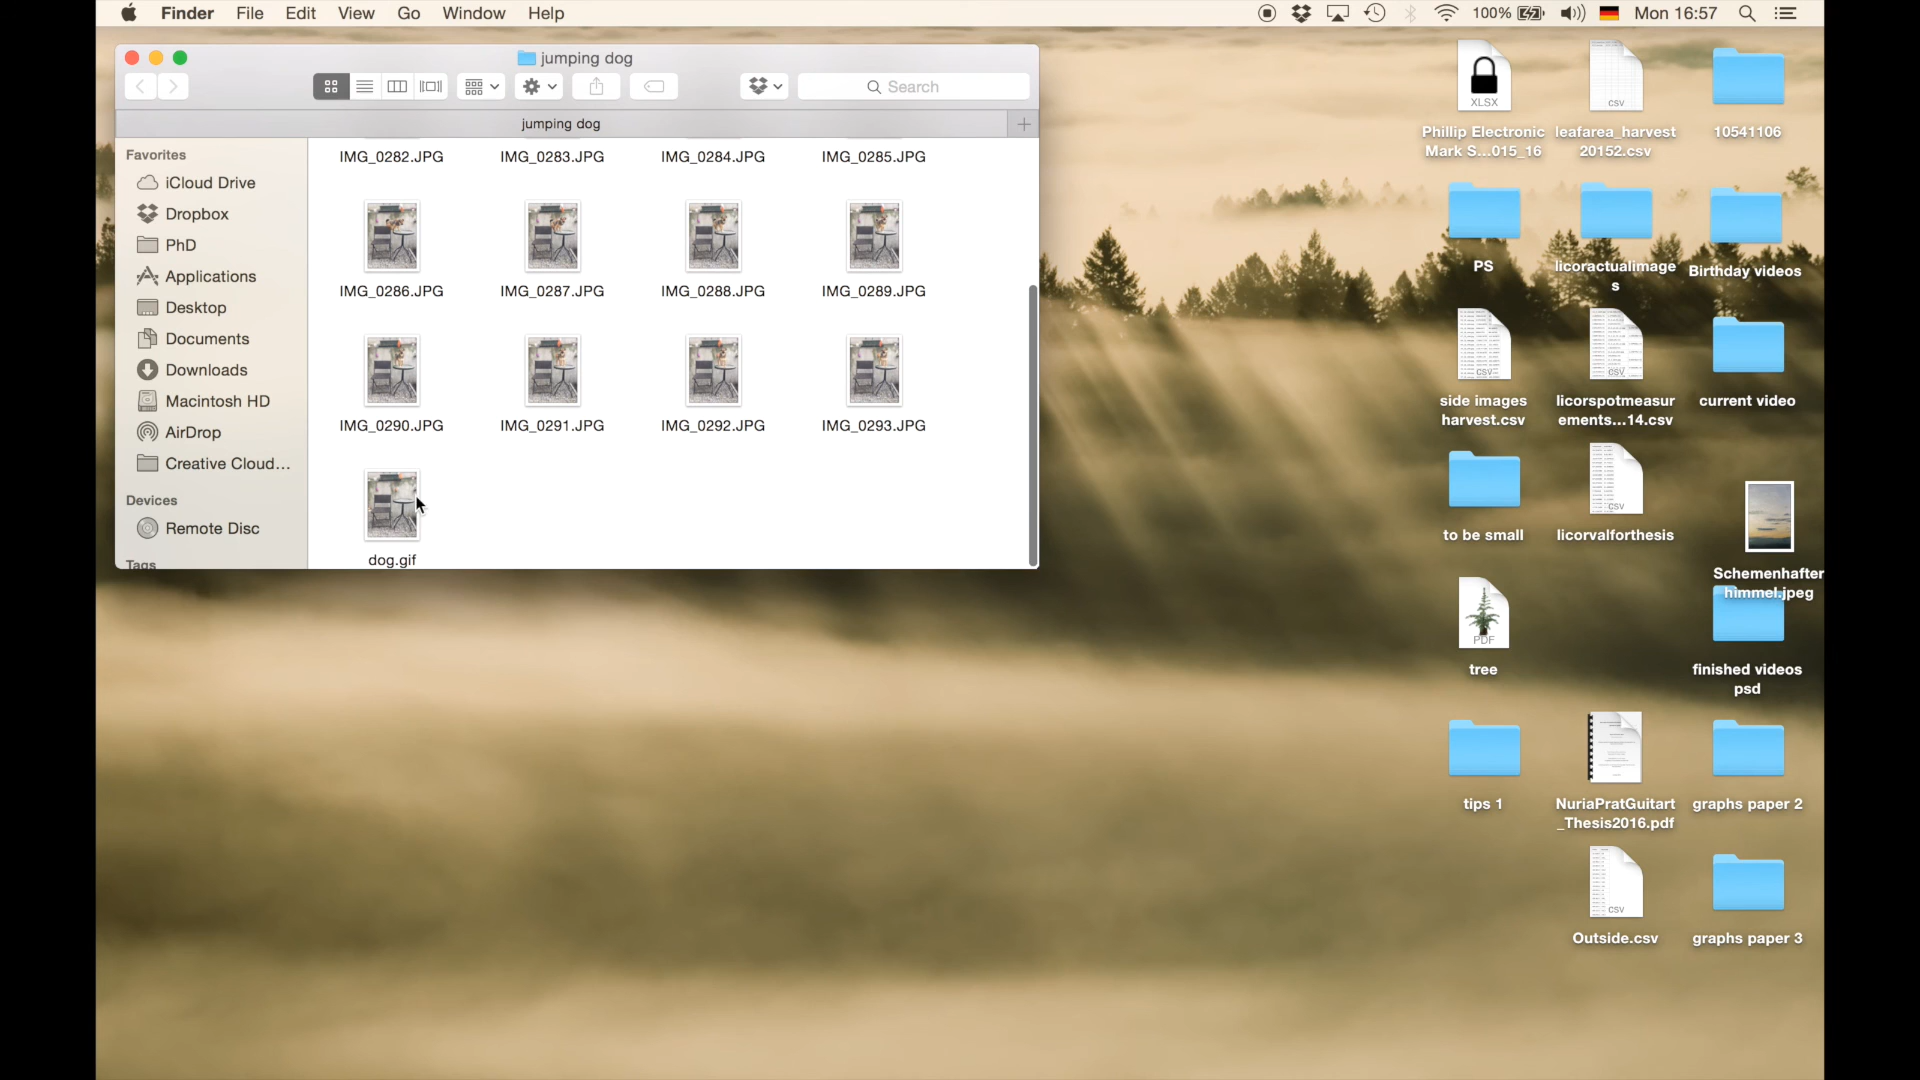 Finder File Edit View Go Window Help
100% Mon 16:57
jumping dog
Search
jumping dog
Favorites
iCloud Drive
Dropbox
PhD
Applications
Desktop
Documents
Downloads
Macintosh HD
AirDrop
Creative Cloud...
Devices
Remote Disc
Tags
IMG_0282.JPG IMG_0283.JPG IMG_0284.JPG IMG_0285.JPG
IMG_0286.JPG IMG_0287.JPG IMG_0288.JPG IMG_0289.JPG
IMG_0290.JPG IMG_0291.JPG IMG_0292.JPG IMG_0293.JPG
dog.gif
XLSX
Phillip Electronic
Mark S...015_16
CSV
leafarea_harvest
20152.csv
10541106
PS
licoractualimage
s
Birthday videos
CSV
side images
harvest.csv
CSV
licorspotmeasur
ements...14.csv
current video
to be small
CSV
licorvalforthesis
Schemenhafter
himmel.jpeg
PDF
tree
finished videos
psd
tips 1
NuriaPratGuitart
_Thesis2016.pdf
graphs paper 2
CSV
Outside.csv
graphs paper 3